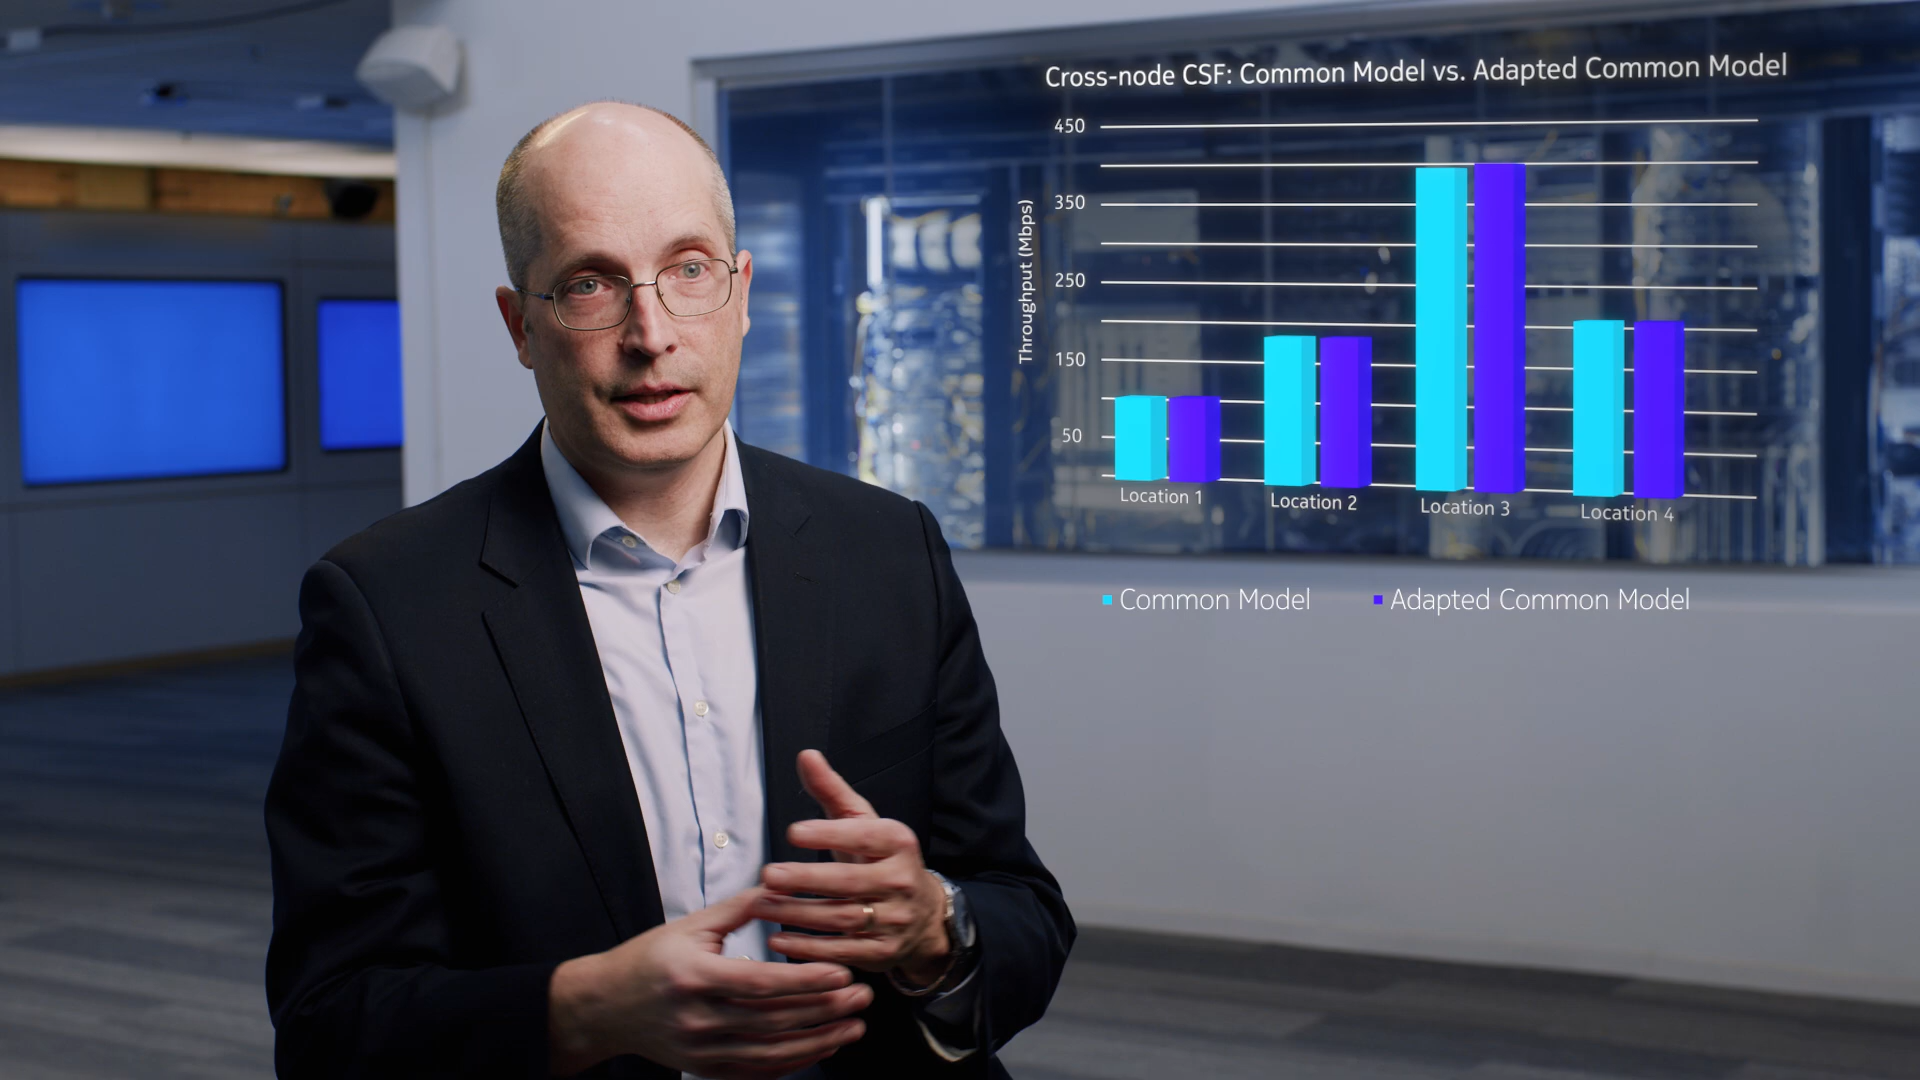 Cross-node CSF: Common Model vs. Adapted Common Model
Throughput (Mbps)
450
350
250
150
50
Location 1
Location 2
Location 3
Location 4
Common Model
Adapted Common Model